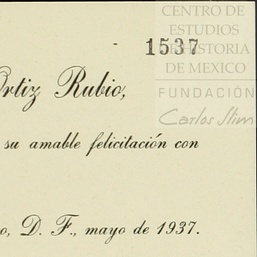 CENTRO DE
ESTUDIOS
DE HISTORIA
DE MEXICO
FUNDACIÓN
Carlos Slim
1537
Ortiz Rubio,
su amable felicitación con
D. F., mayo de 1937.